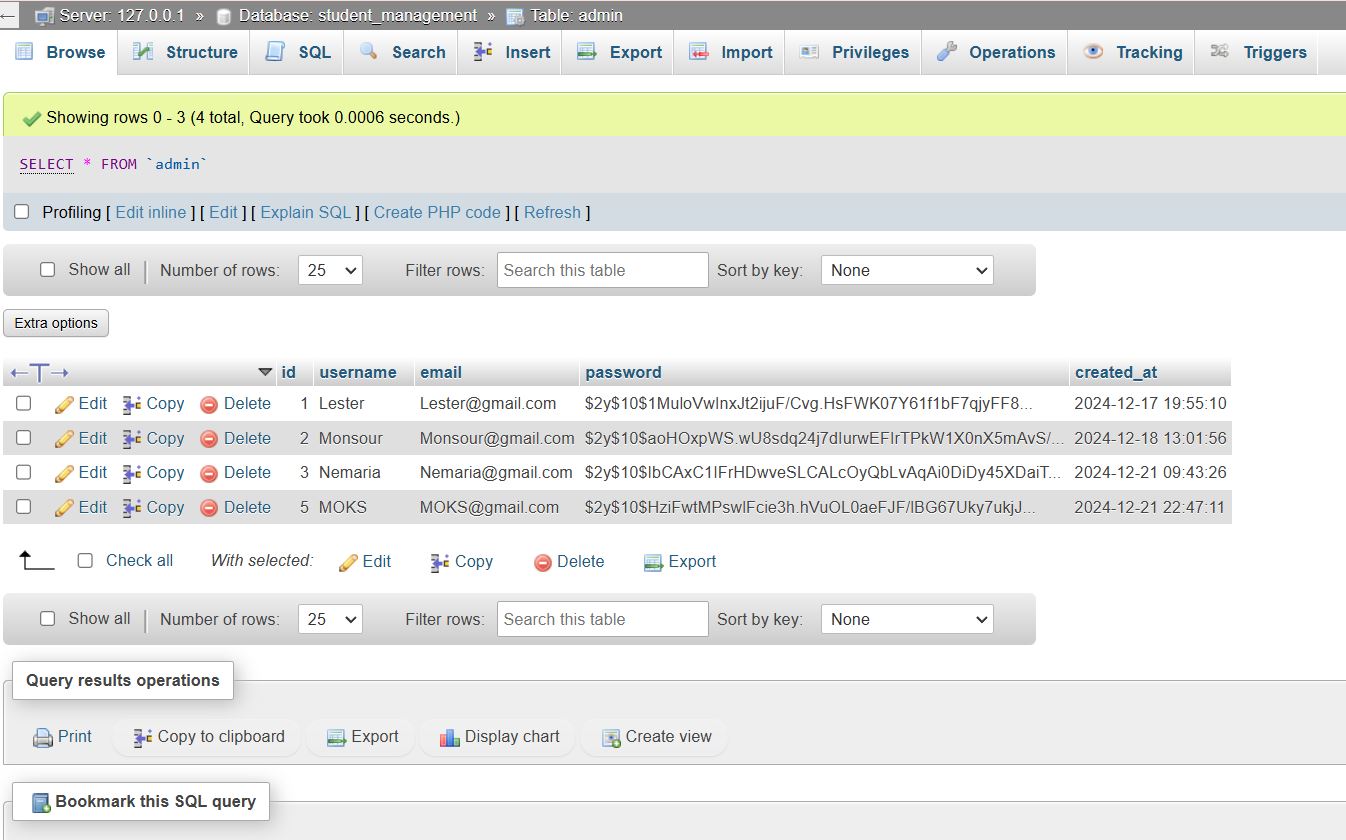 Server: 127.0.0.1 » Database: student_management » Table: admin
Browse Structure SQL Search Insert Export Import Privileges Operations Tracking Triggers
Showing rows 0 - 3 (4 total, Query took 0.0006 seconds.)
SELECT * FROM `admin`
Profiling [ Edit inline ] [ Edit ] [ Explain SQL ] [ Create PHP code ] [ Refresh ]
Show all Number of rows: 25 Filter rows: Search this table Sort by key: None
Extra options
id username email password created_at
Edit Copy Delete 1 Lester Lester@gmail.com $2y$10$1MuloVwlnxJt2ijuF/Cvg.HsFWK07Y61f1bF7qjyFF8... 2024-12-17 19:55:10
Edit Copy Delete 2 Monsour Monsour@gmail.com $2y$10$aoHOxpWS.wU8sdq24j7dIurwEFIrTPkW1X0nX5mAvS/... 2024-12-18 13:01:56
Edit Copy Delete 3 Nemaria Nemaria@gmail.com $2y$10$IbCAxC1IFrHDwveSLCALcOyQbLvAqAi0DiDy45XDaiT... 2024-12-21 09:43:26
Edit Copy Delete 5 MOKS MOKS@gmail.com $2y$10$HziFwtMPswlFcie3h.hVuOL0aeFJF/lBG67Uky7ukjJ... 2024-12-21 22:47:11
Check all With selected: Edit Copy Delete Export
Show all Number of rows: 25 Filter rows: Search this table Sort by key: None
Query results operations
Print Copy to clipboard Export Display chart Create view
Bookmark this SQL query